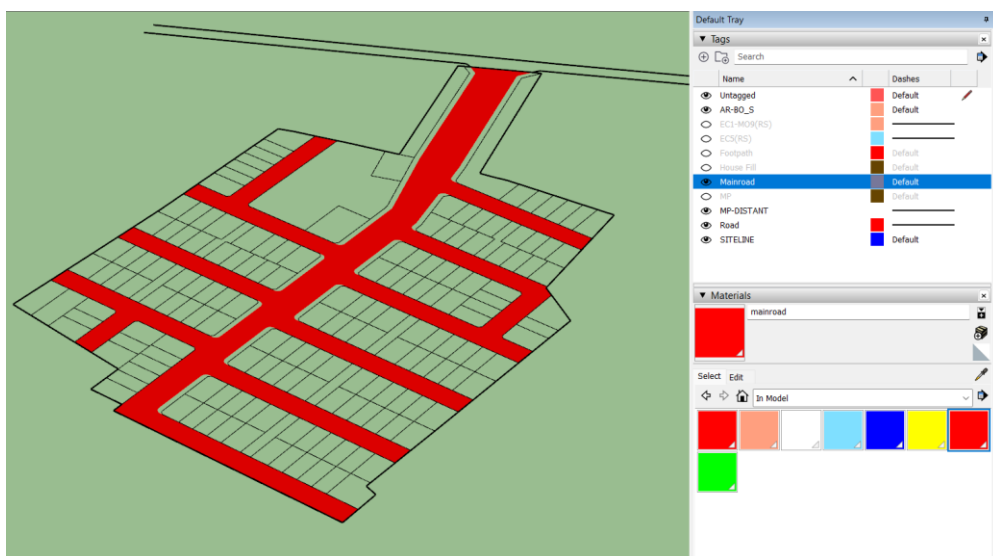 Default Tray
Tags
Search
Name Dashes
Untagged Default
AR-BO_S Default
EC1-MO9(RS)
EC5(RS)
Footpath Default
House Fill Default
Mainroad Default
MP Default
MP-DISTANT
Road
SITELINE Default
Materials
mainroad
Select Edit
In Model